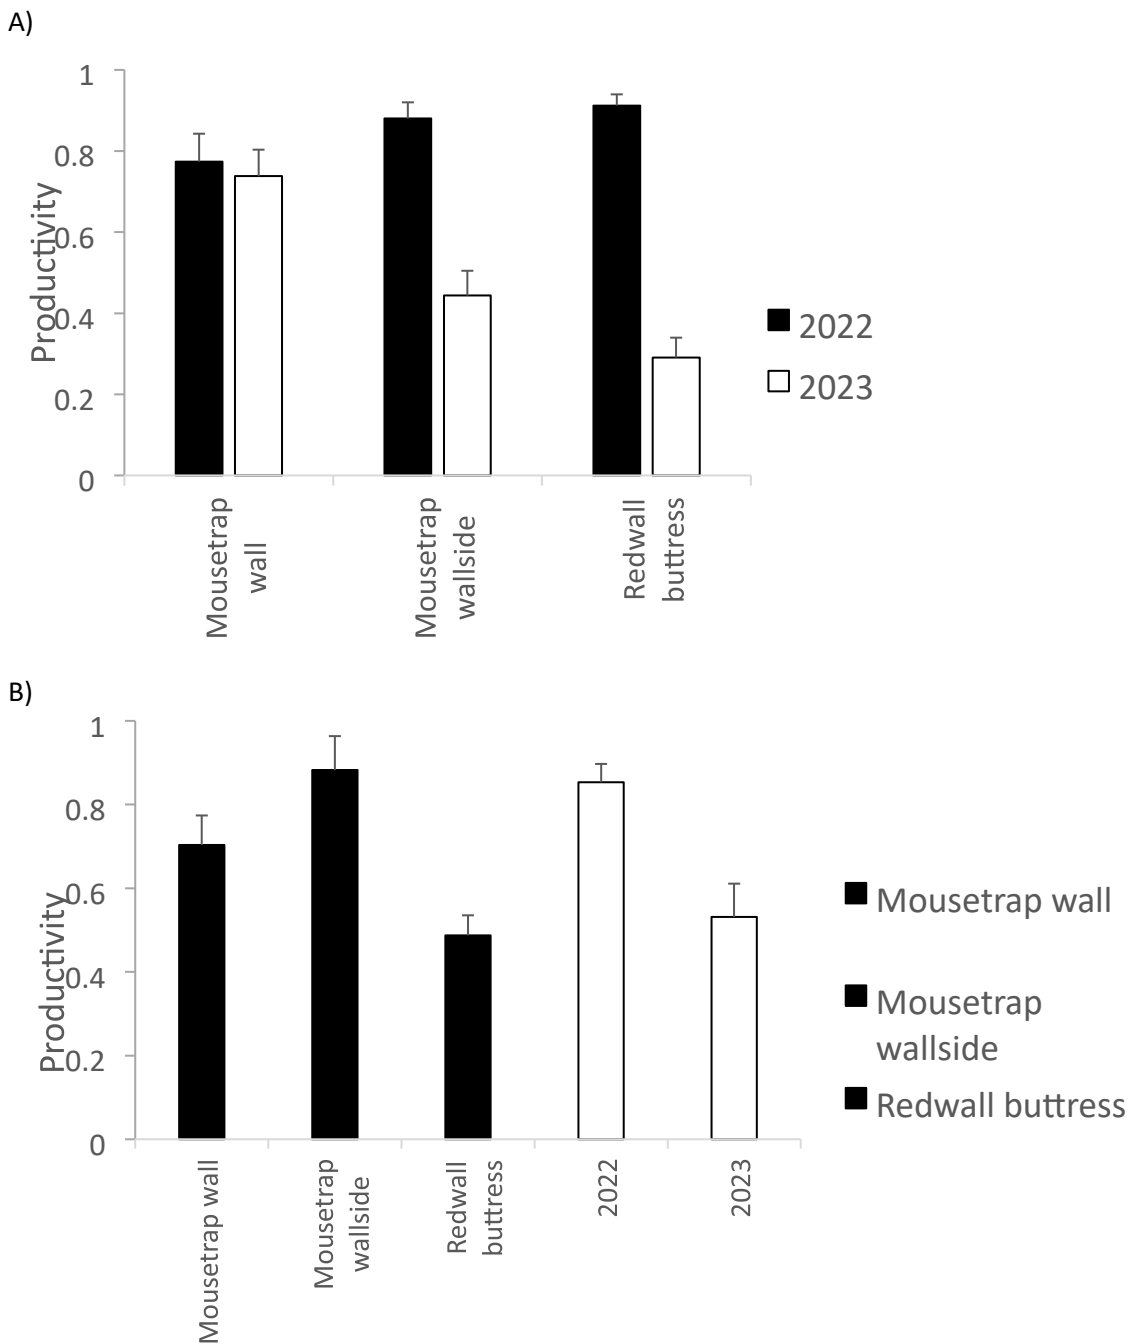 A)
1
0.8
0.6
0.4
0.2
0
Productivity
Mousetrap
wall
Mousetrap
wallside
Redwall
buttress
2022
2023
B)
1
0.8
0.6
0.4
0.2
0
Productivity
Mousetrap wall
Mousetrap
wallside
Redwall
buttress
2022
2023
Mousetrap wall
Mousetrap
wallside
Redwall buttress